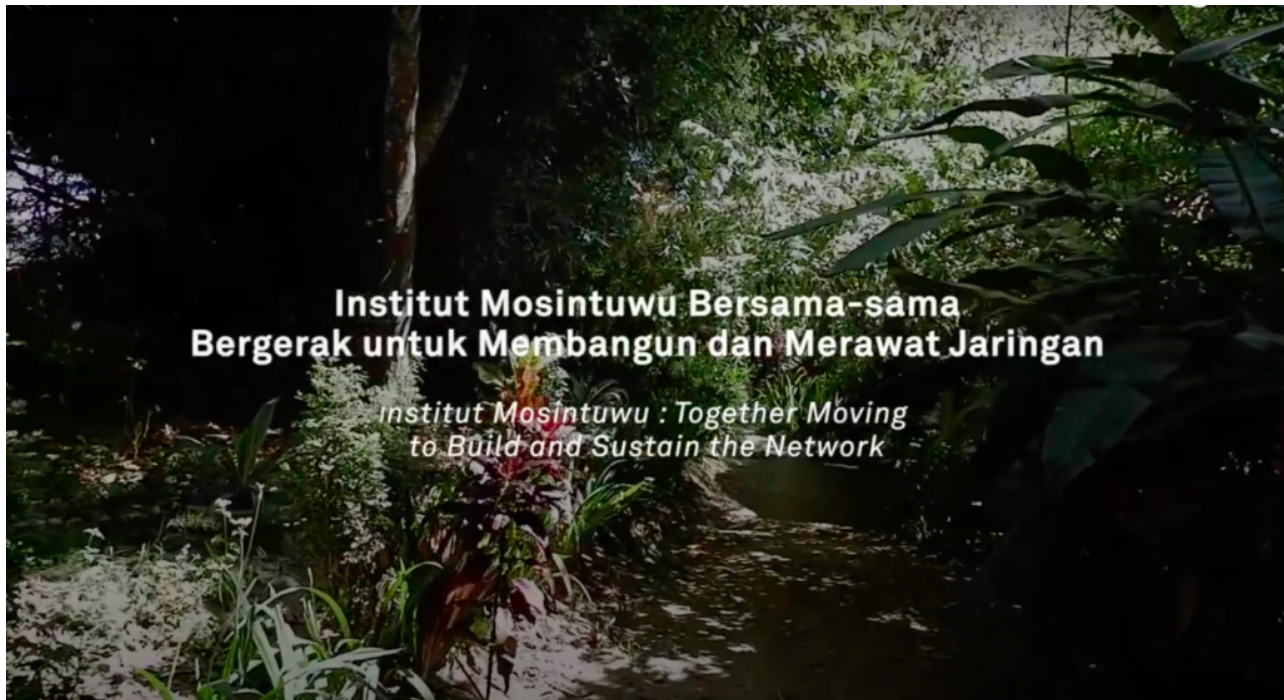 Institut Mosintuwu Bersama-sama
Bergerak untuk Membangun dan Merawat Jaringan
Institut Mosintuwu : Together Moving
to Build and Sustain the Network